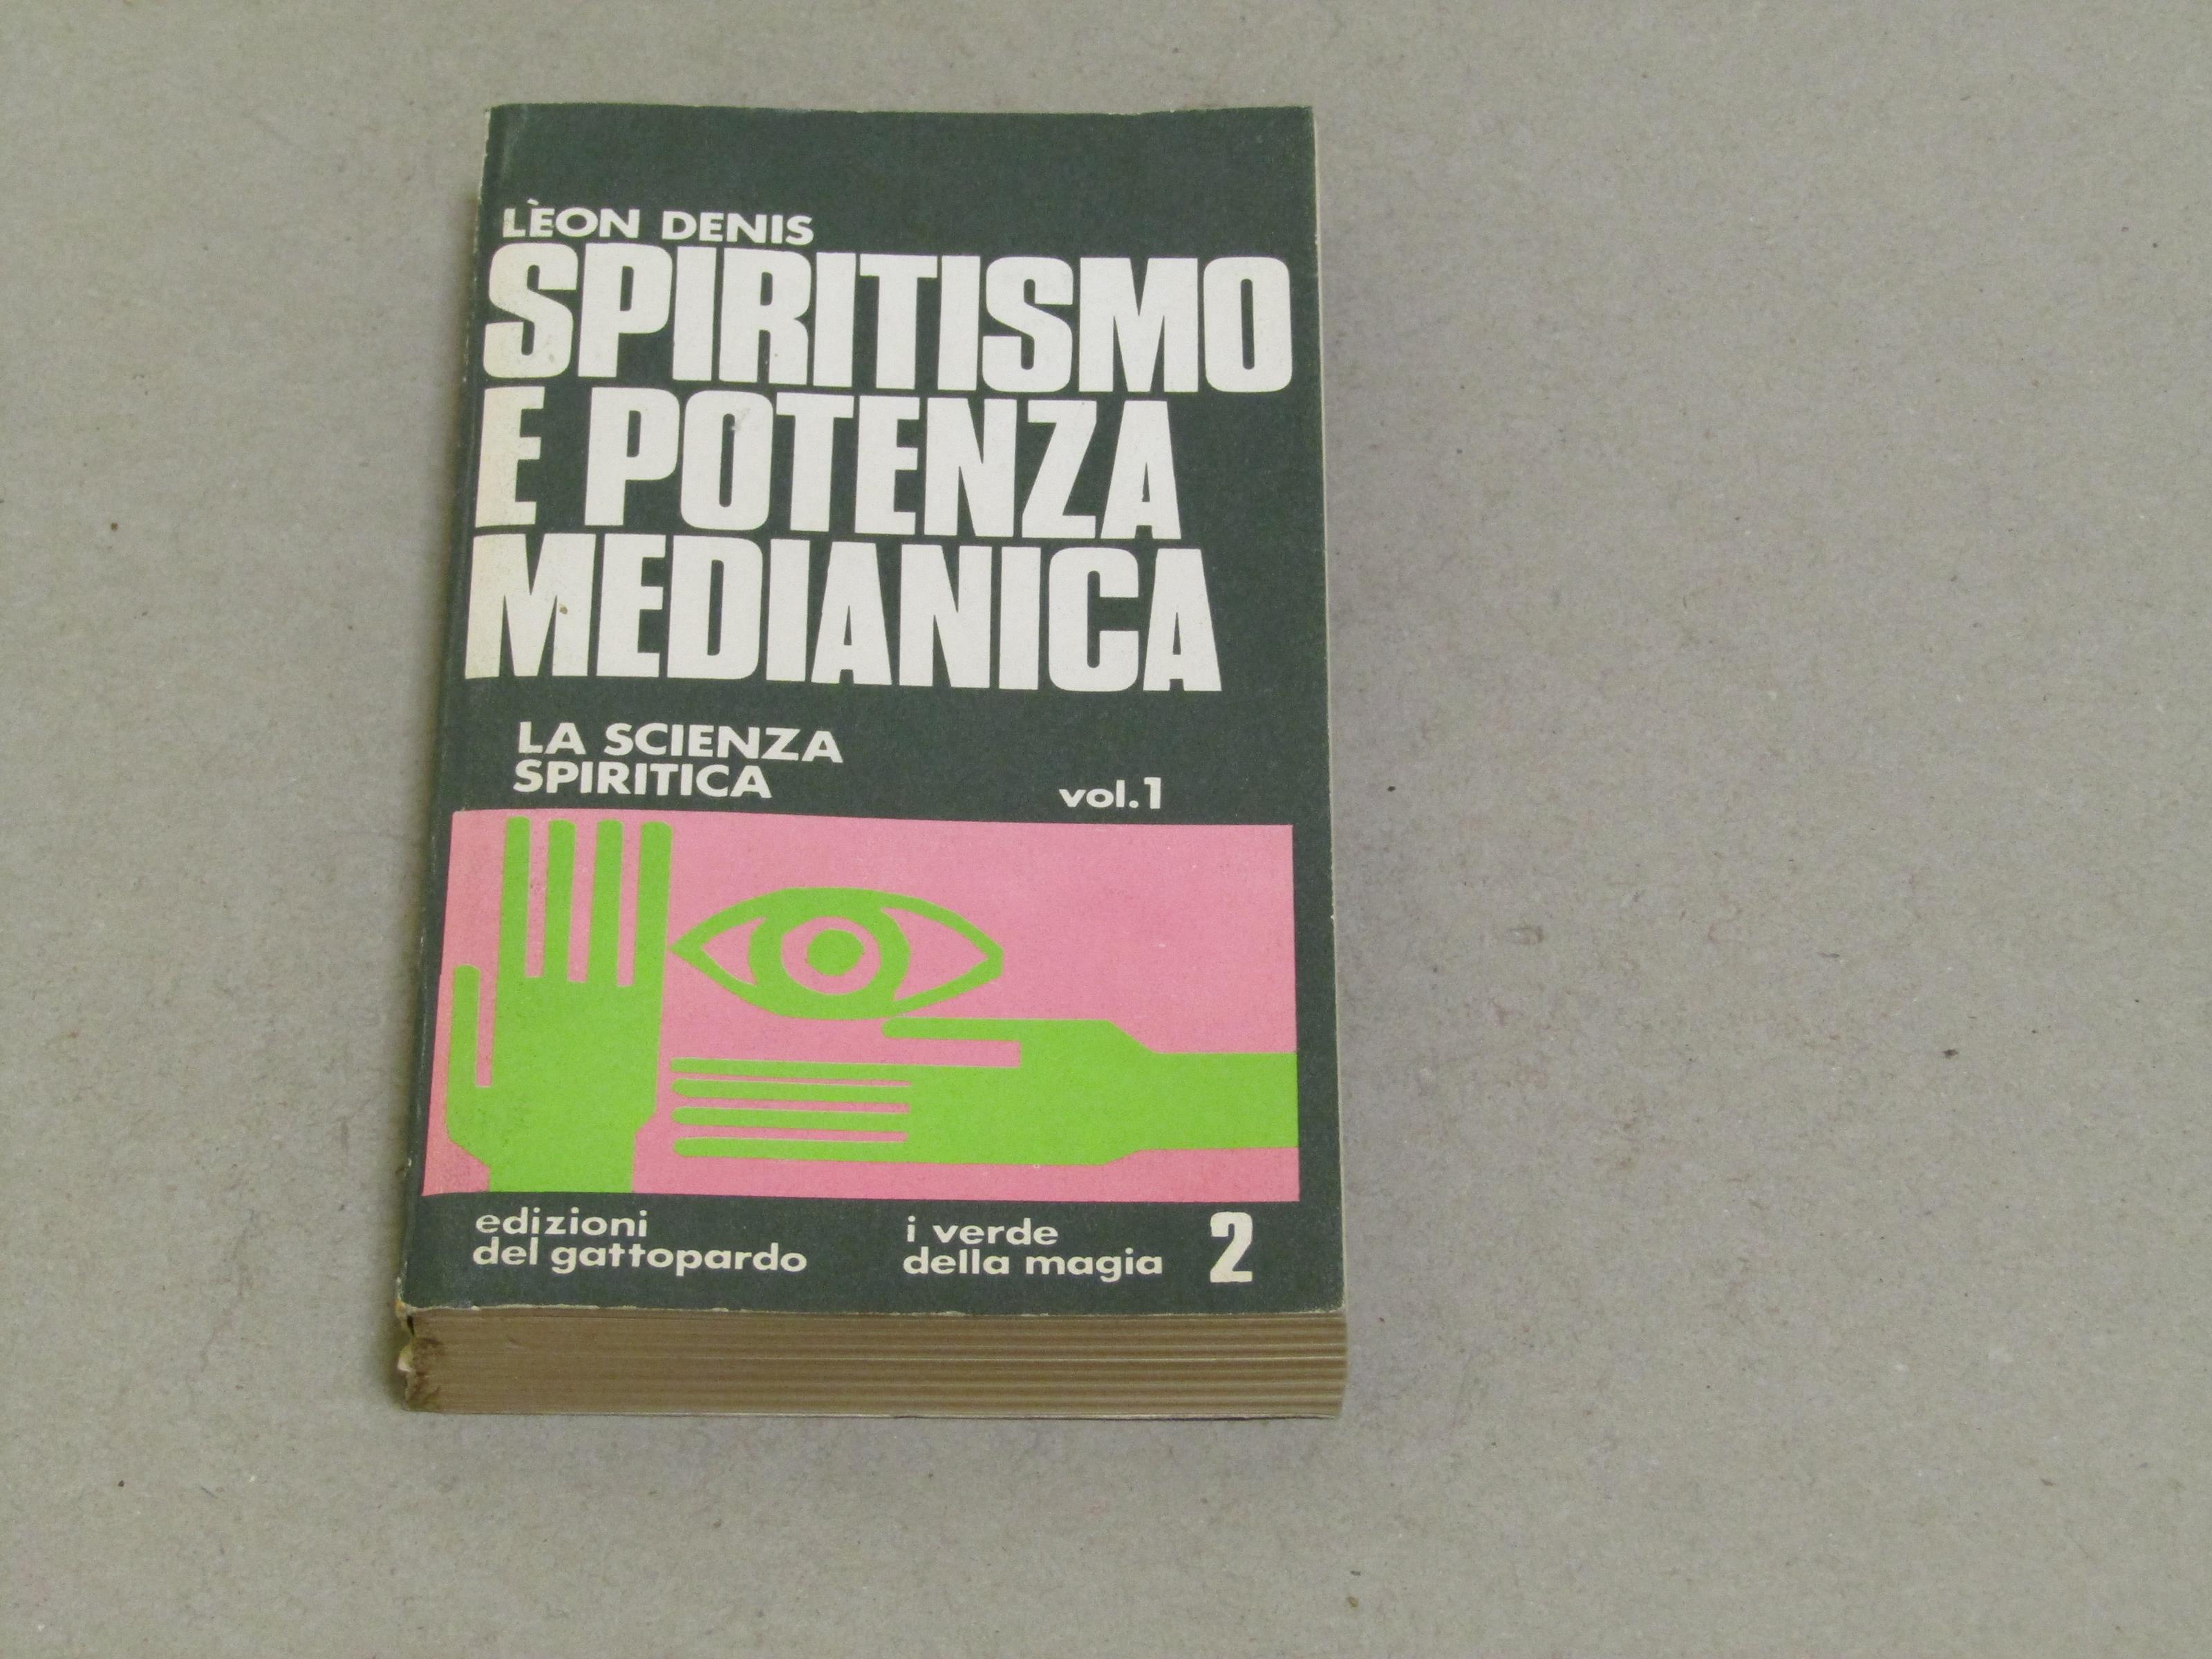 LÈON DENIS
SPIRITISMO
E POTENZA
MEDIANICA
LA SCIENZA
SPIRITICA
vol.1
edizioni
del gattopardo
i verde
della magia
2